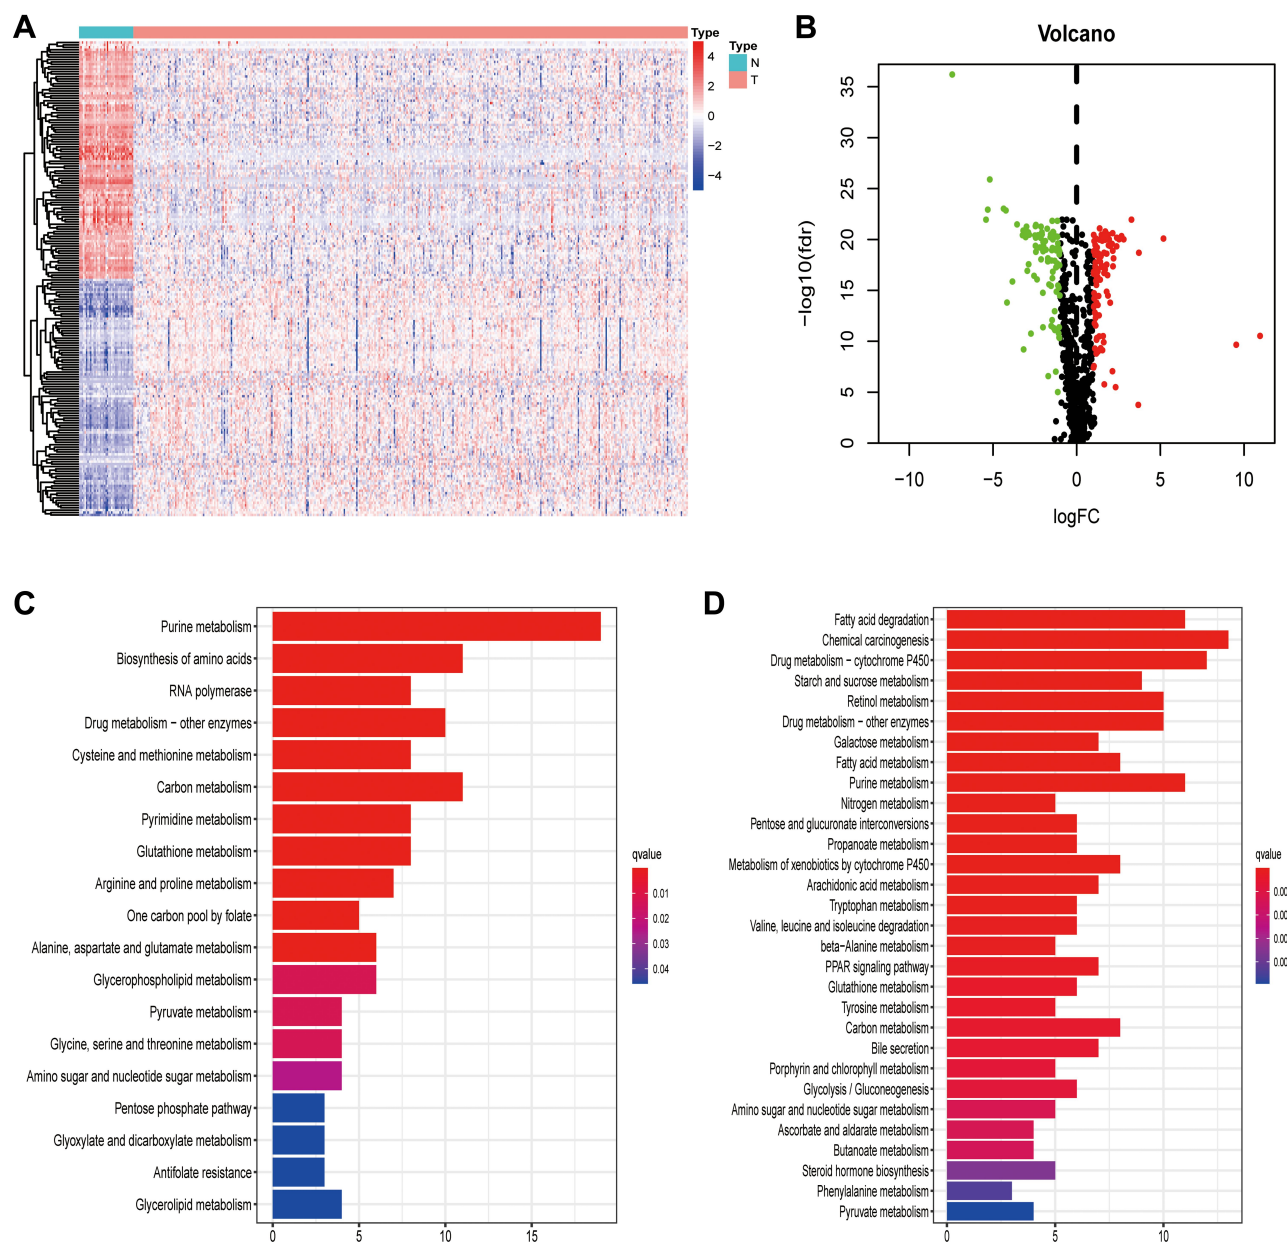 A
Type
4
2
0
−2
−4
Type
N
T
B
Volcano
−log10(fdr)
35
30
25
20
15
10
5
0
−10
−5
0
5
10
logFC
C
Purine metabolism
Biosynthesis of amino acids
RNA polymerase
Drug metabolism − other enzymes
Cysteine and methionine metabolism
Carbon metabolism
Pyrimidine metabolism
Glutathione metabolism
Arginine and proline metabolism
One carbon pool by folate
Alanine, aspartate and glutamate metabolism
Glycerophospholipid metabolism
Pyruvate metabolism
Glycine, serine and threonine metabolism
Amino sugar and nucleotide sugar metabolism
Pentose phosphate pathway
Glyoxylate and dicarboxylate metabolism
Antifolate resistance
Glycerolipid metabolism
0
5
10
15
qvalue
0.01
0.02
0.03
0.04
D
Fatty acid degradation
Chemical carcinogenesis
Drug metabolism − cytochrome P450
Starch and sucrose metabolism
Retinol metabolism
Drug metabolism − other enzymes
Galactose metabolism
Fatty acid metabolism
Purine metabolism
Nitrogen metabolism
Pentose and glucuronate interconversions
Propanoate metabolism
Metabolism of xenobiotics by cytochrome P450
Arachidonic acid metabolism
Tryptophan metabolism
Valine, leucine and isoleucine degradation
beta−Alanine metabolism
PPAR signaling pathway
Glutathione metabolism
Tyrosine metabolism
Carbon metabolism
Bile secretion
Porphyrin and chlorophyll metabolism
Glycolysis / Gluconeogenesis
Amino sugar and nucleotide sugar metabolism
Ascorbate and aldarate metabolism
Butanoate metabolism
Steroid hormone biosynthesis
Phenylalanine metabolism
Pyruvate metabolism
0
5
10
qvalue
0.00
0.00
0.00
0.00